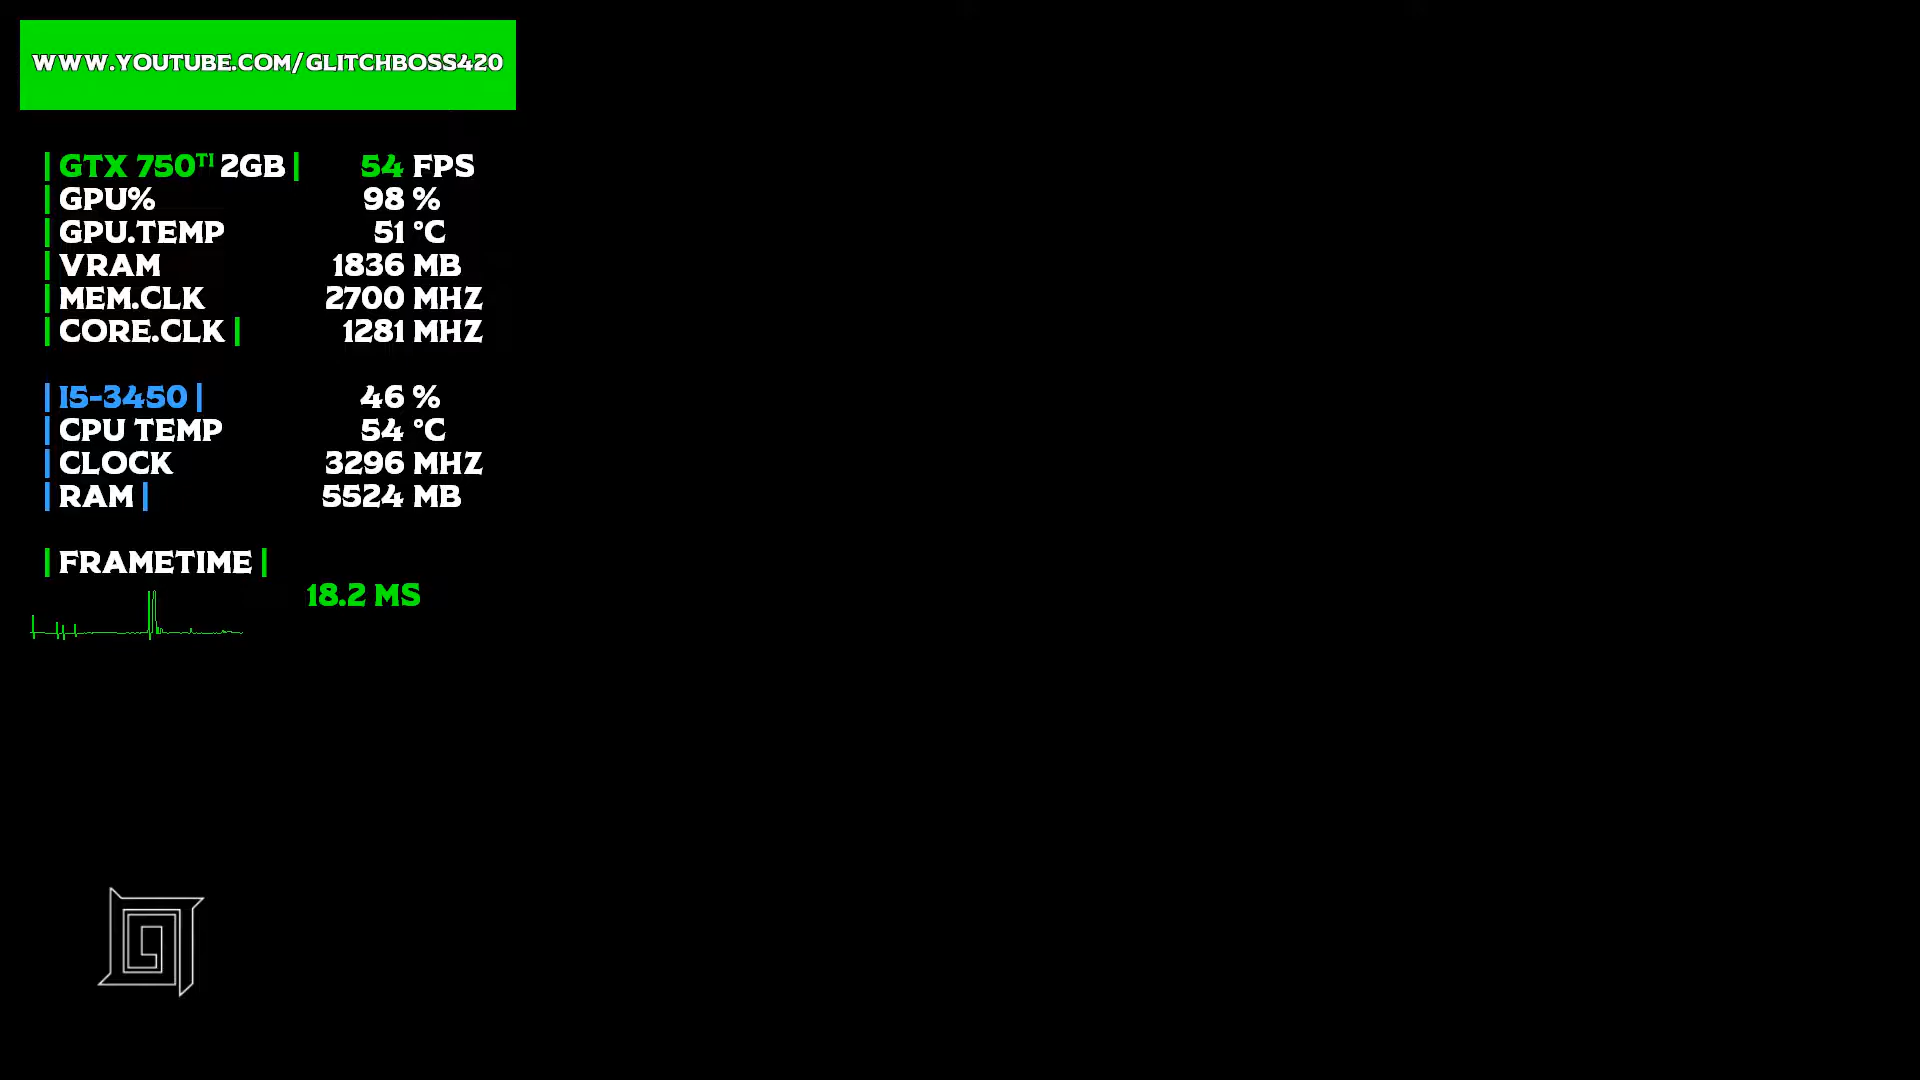 WWW.YOUTUBE.COM/GLITCHBOSS420
| GTX 750TI 2GB | 54 FPS
| GPU% 98 %
| GPU.TEMP 51 °C
| VRAM 1836 MB
| MEM.CLK 2700 MHZ
| CORE.CLK | 1281 MHZ
| I5-3450 | 46 %
| CPU TEMP 54 °C
| CLOCK 3296 MHZ
| RAM | 5524 MB
| FRAMETIME |
18.2 MS